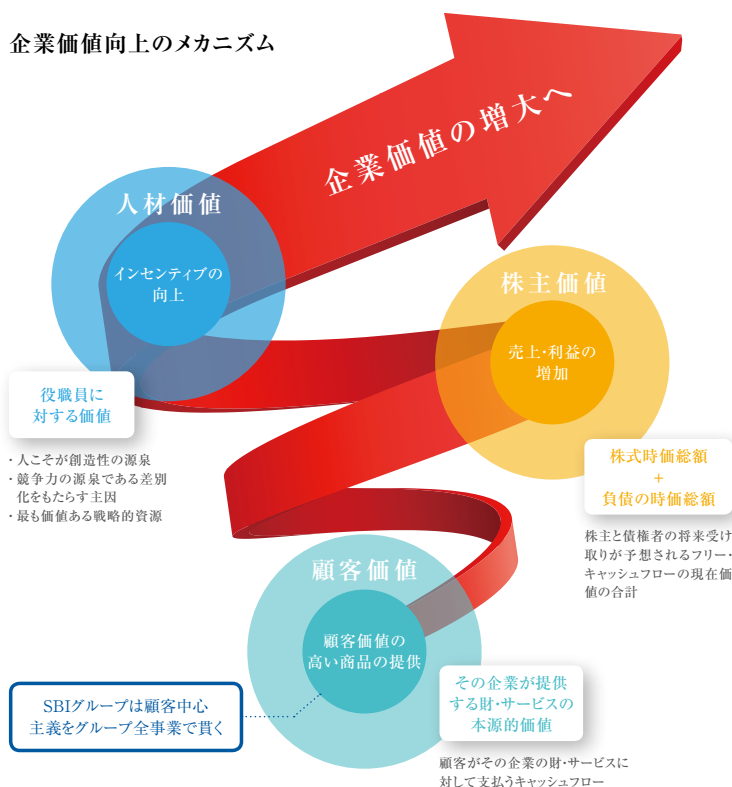 企業価値向上のメカニズム
企業価値の増大へ
人材価値
インセンティブの
向上
役職員に
対する価値
・人こそが創造性の源泉
・競争力の源泉である差別
化をもたらす主因
・最も価値ある戦略的資源
株主価値
売上・利益の
増加
株式時価総額
+
負債の時価総額
株主と債権者の将来受け
取りが予想されるフリー・
キャッシュフローの現在価
値の合計
顧客価値
顧客価値の
高い商品の提供
SBIグループは顧客中心
主義をグループ全事業で貫く
その企業が提供
する財・サービスの
本源的価値
顧客がその企業の財・サービスに
対して支払うキャッシュフロー